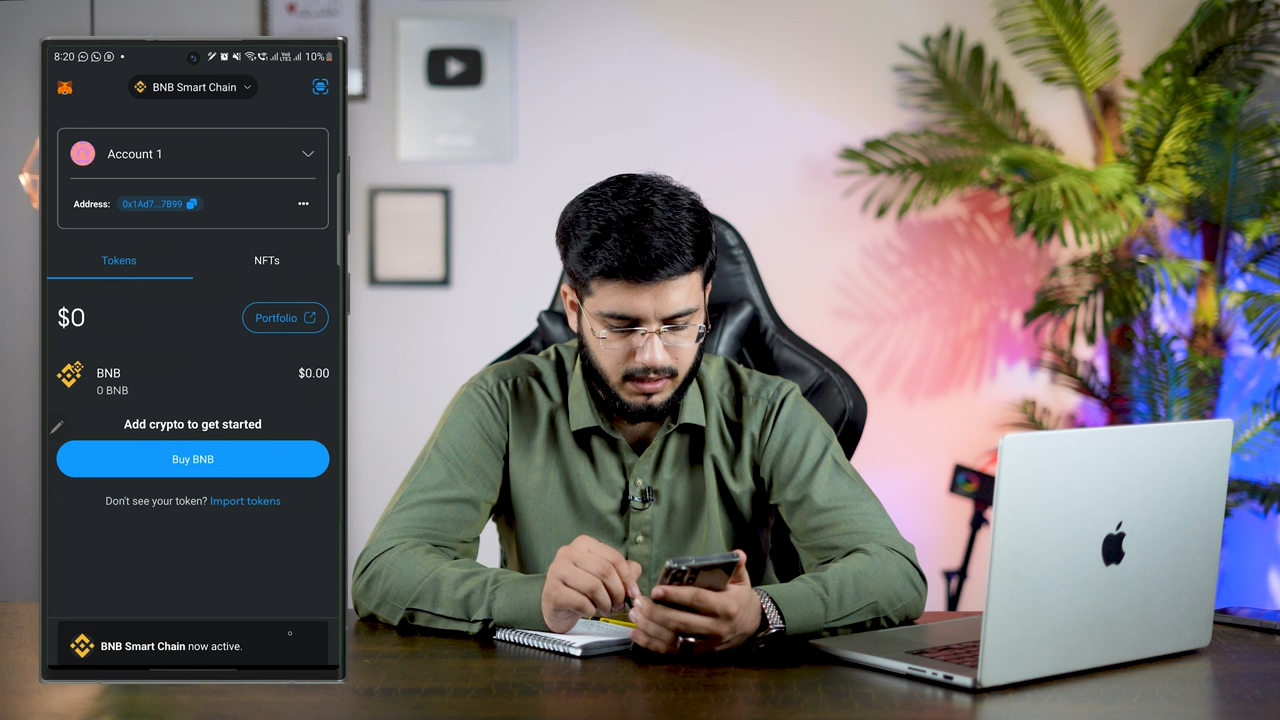 8:20
10%
BNB Smart Chain
Account 1
Address: 0x1Ad7...7B99
Tokens NFTs
$0
Portfolio
BNB $0.00
0 BNB
Add crypto to get started
Buy BNB
Don't see your token? Import tokens
BNB Smart Chain now active.